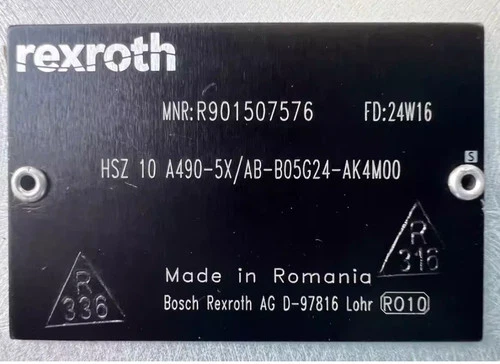 rexroth
MNR:R901507576 FD:24W16
HSZ 10 A490-5X/AB-B05G24-AK4M00
S
R
316
R
336
Made in Romania
Bosch Rexroth AG D-97816 Lohr R010